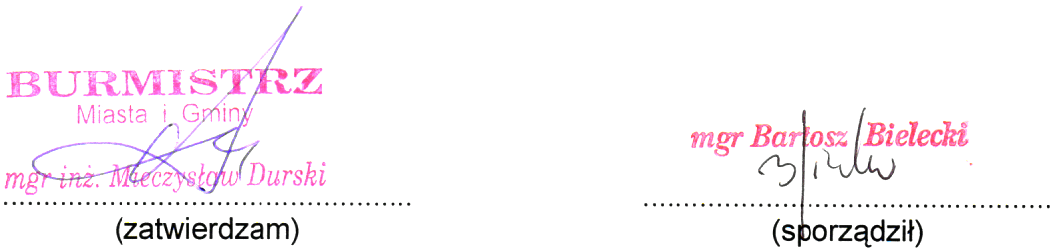 BURMISTRZ
Miasta i Gminy
mgr inż. Mieczysław Durski
(zatwierdzam)
mgr Bartosz Bielecki
(sporządził)